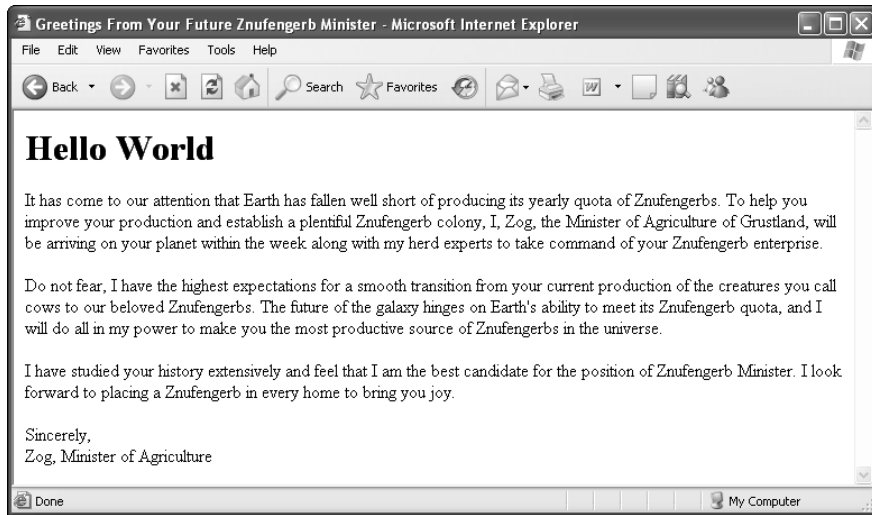 Greetings From Your Future Znufengerb Minister - Microsoft Internet Explorer
File Edit View Favorites Tools Help
Back Search Favorites W
Hello World
It has come to our attention that Earth has fallen well short of producing its yearly quota of Znufengerbs. To help you
improve your production and establish a plentiful Znufengerb colony, I, Zog, the Minister of Agriculture of Grustland, will
be arriving on your planet within the week along with my herd experts to take command of your Znufengerb enterprise.
Do not fear, I have the highest expectations for a smooth transition from your current production of the creatures you call
cows to our beloved Znufengerbs. The future of the galaxy hinges on Earth's ability to meet its Znufengerb quota, and I
will do all in my power to make you the most productive source of Znufengerbs in the universe.
I have studied your history extensively and feel that I am the best candidate for the position of Znufengerb Minister. I look
forward to placing a Znufengerb in every home to bring you joy.
Sincerely,
Zog, Minister of Agriculture
Done My Computer